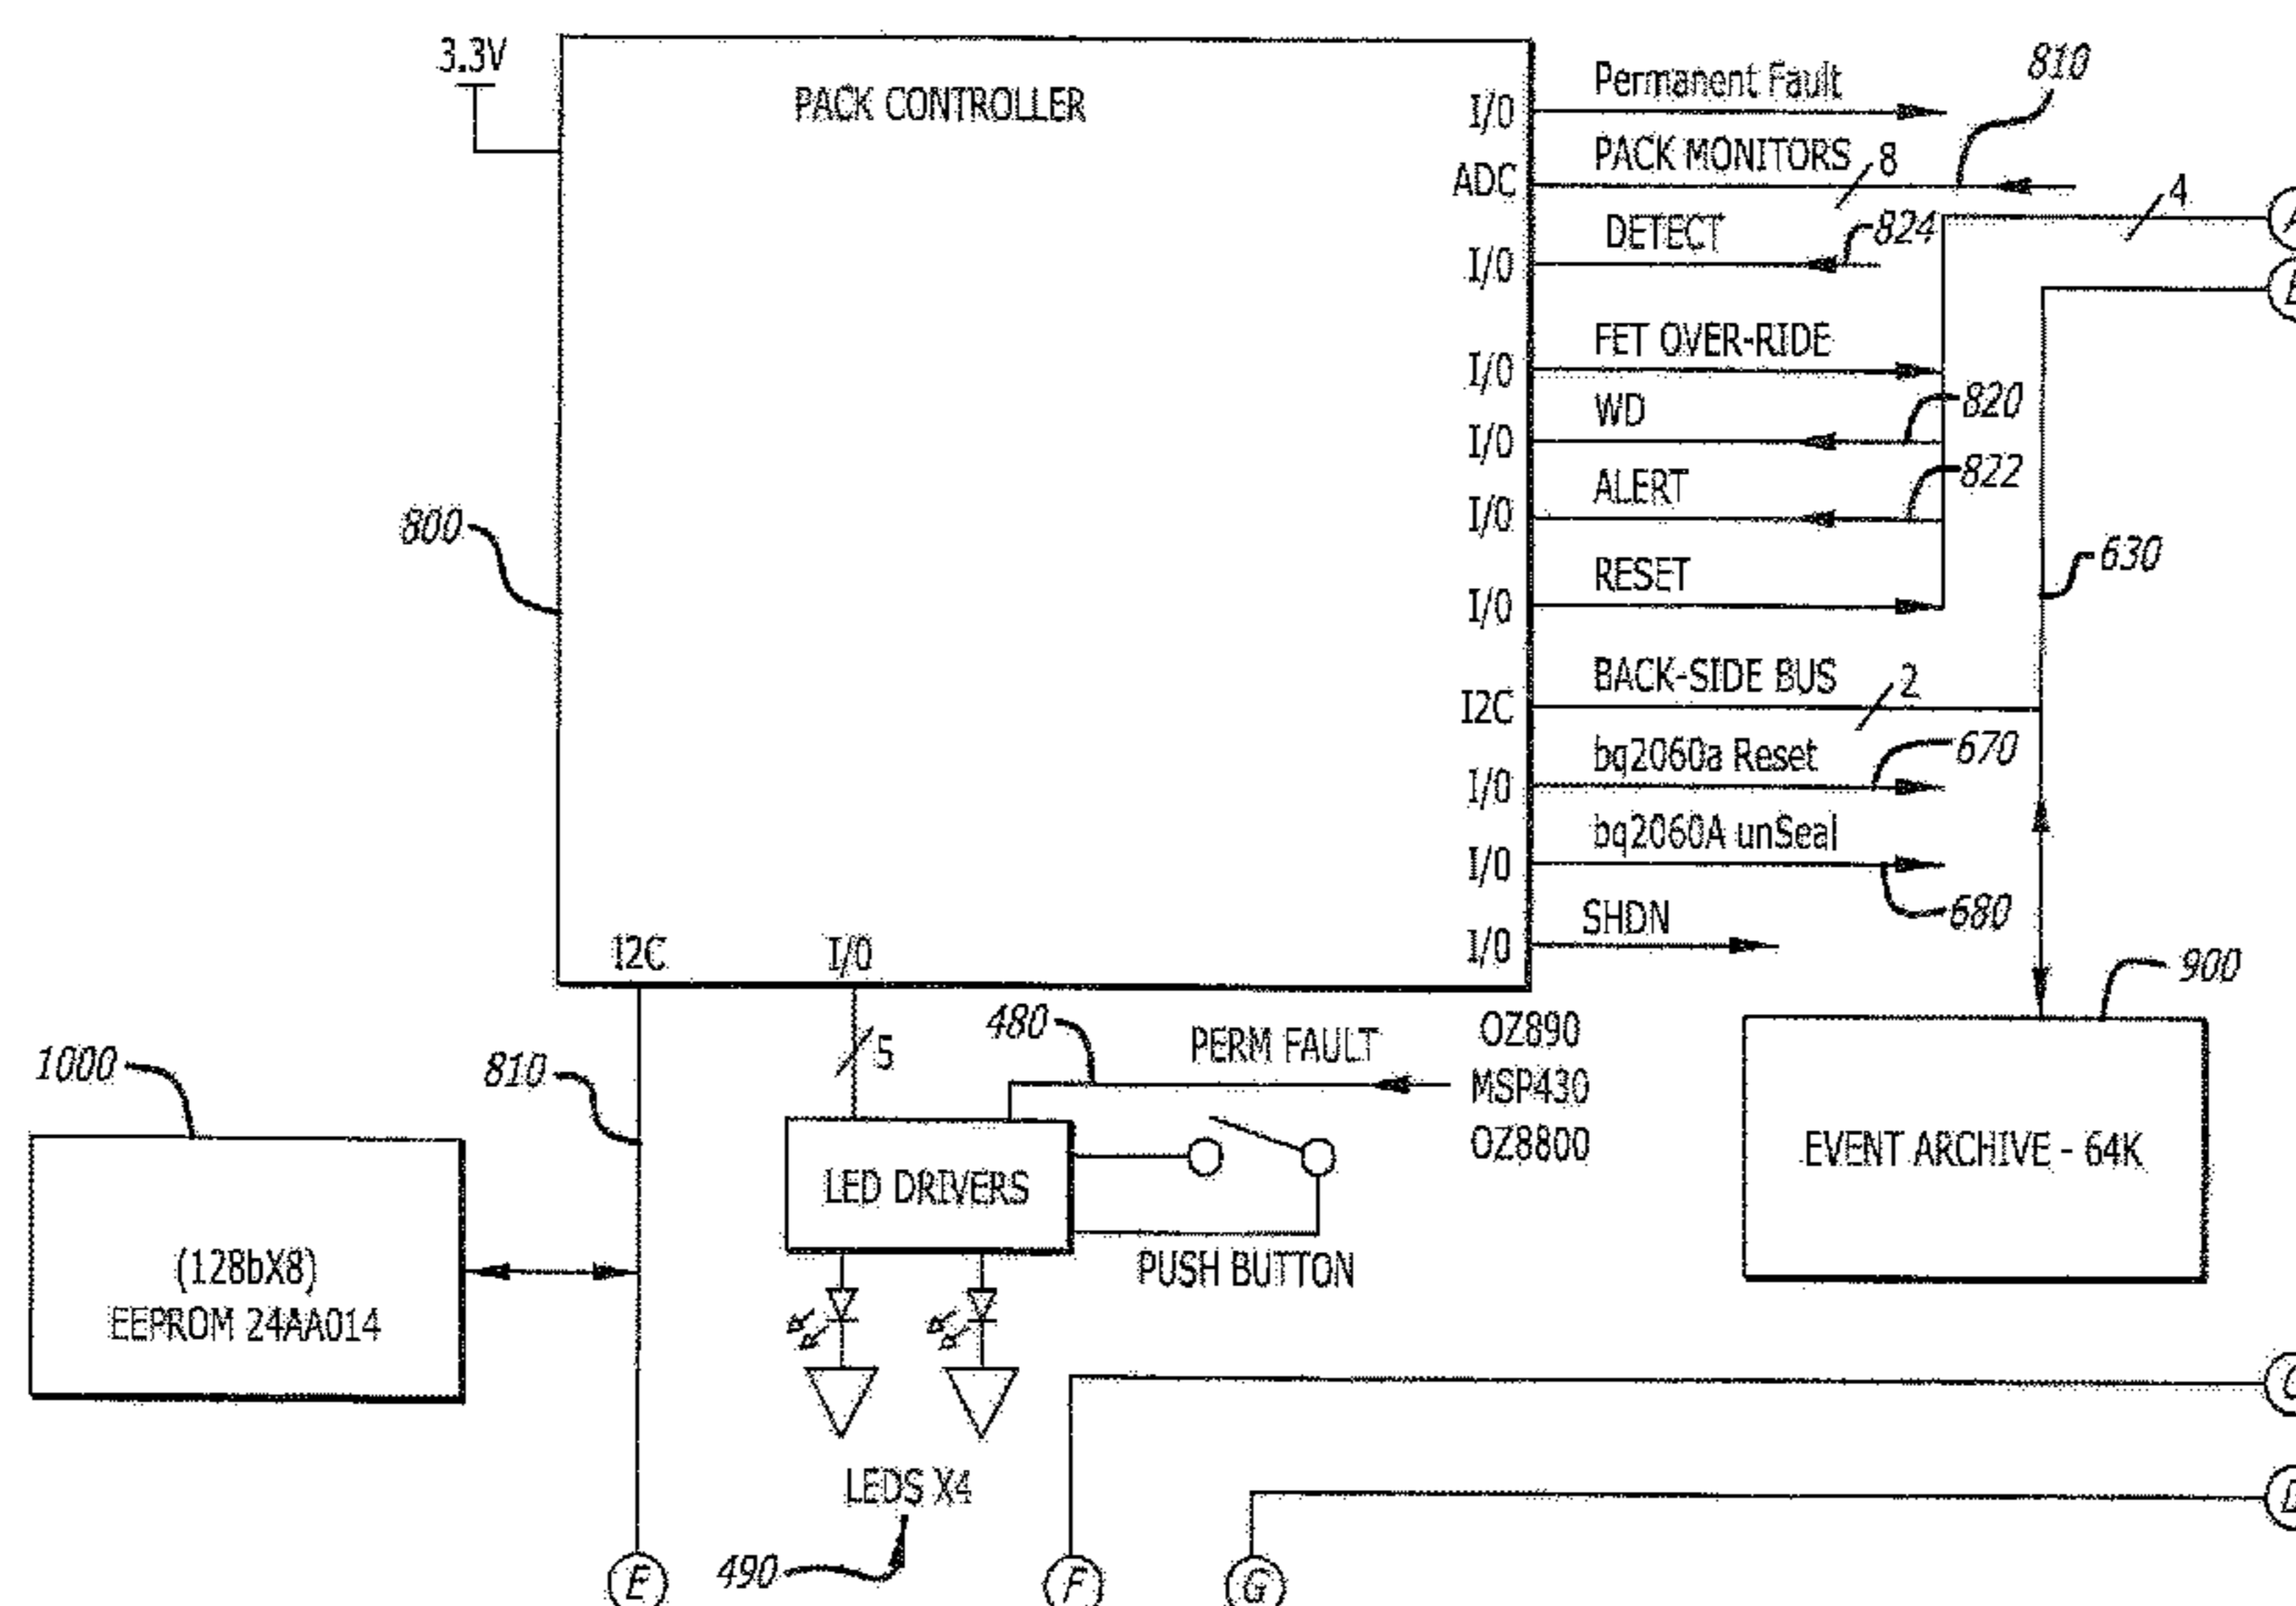 3.3V
PACK CONTROLLER
I/O
Permanent Fault
810
ADC
PACK MONITORS
8
4
A
I/O
DETECT
824
I/O
FET OVER-RIDE
I/O
WD
820
I/O
ALERT
822
800
I/O
RESET
630
I2C
BACK-SIDE BUS
2
I/O
bq2060a Reset
670
I/O
bq2060A unSeal
680
I/O
SHDN
I2C
I/O
900
1000
810
5
480
PERM FAULT
OZ890
MSP430
OZ8800
LED DRIVERS
PUSH BUTTON
EVENT ARCHIVE - 64K
(128bX8)
EEPROM 24AA014
LEDS X4
490
E
F
G